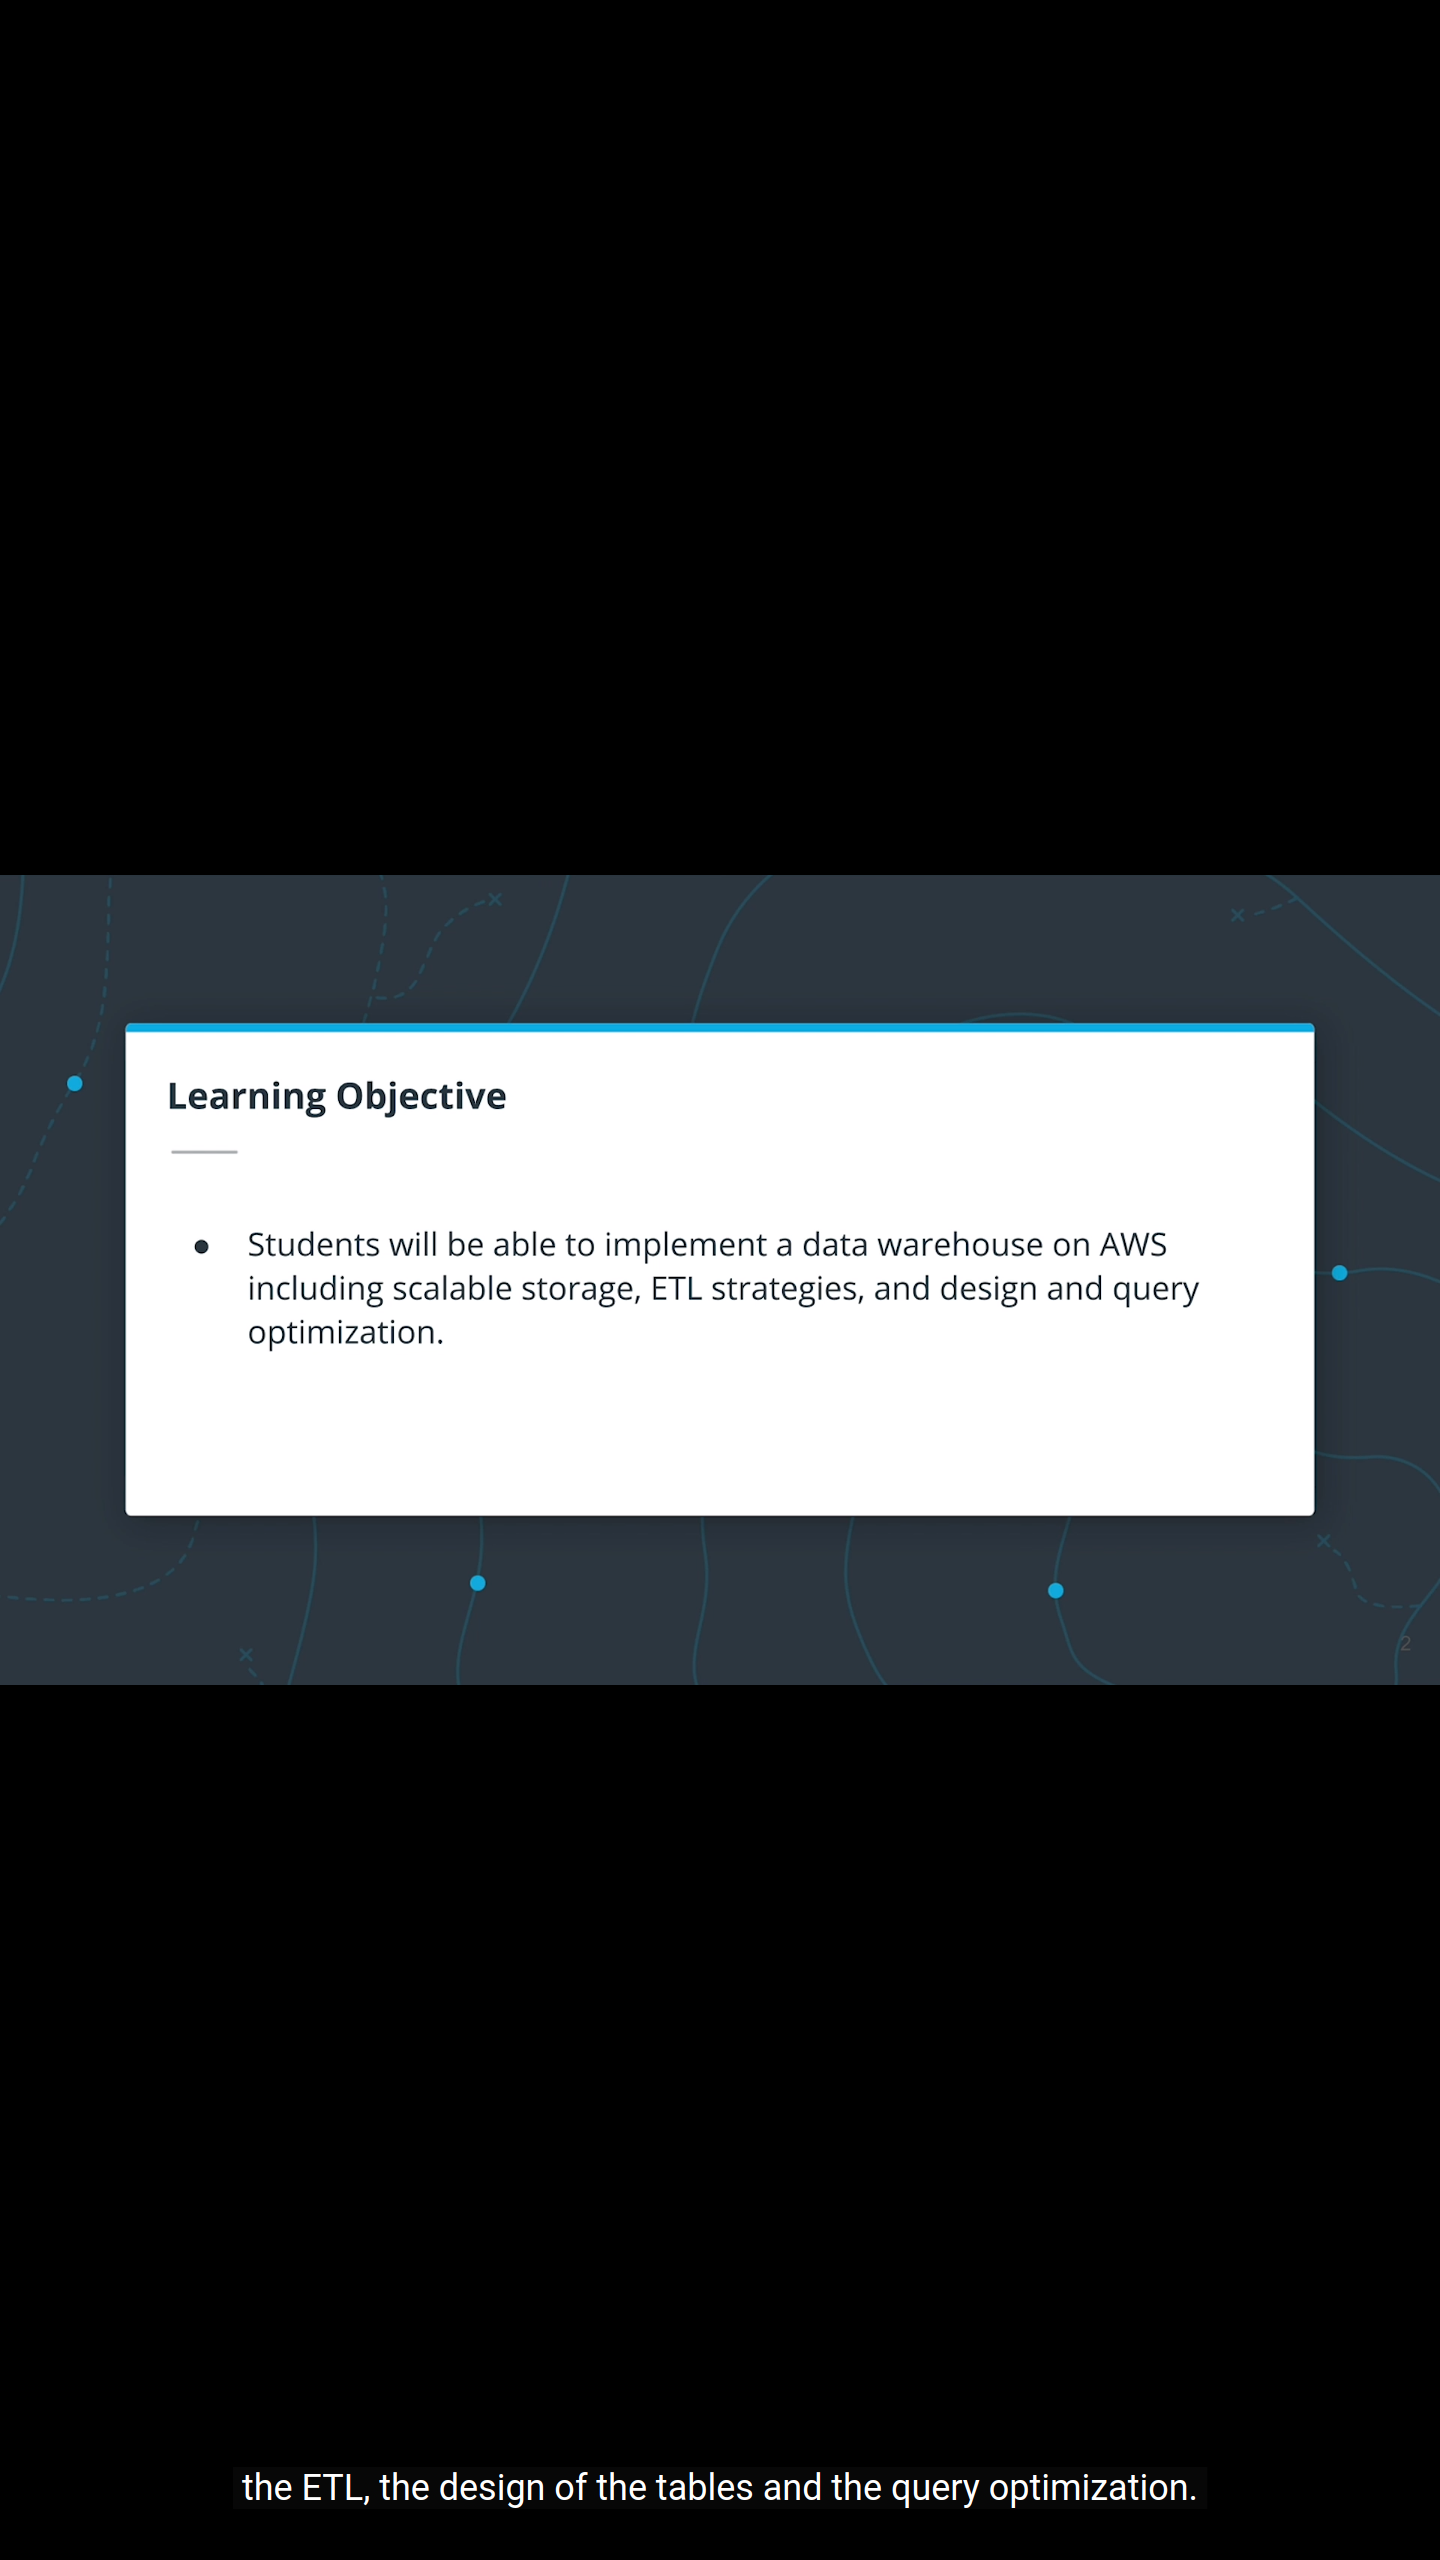 Learning Objective
● Students will be able to implement a data warehouse on AWS
including scalable storage, ETL strategies, and design and query
optimization.
2
the ETL, the design of the tables and the query optimization.